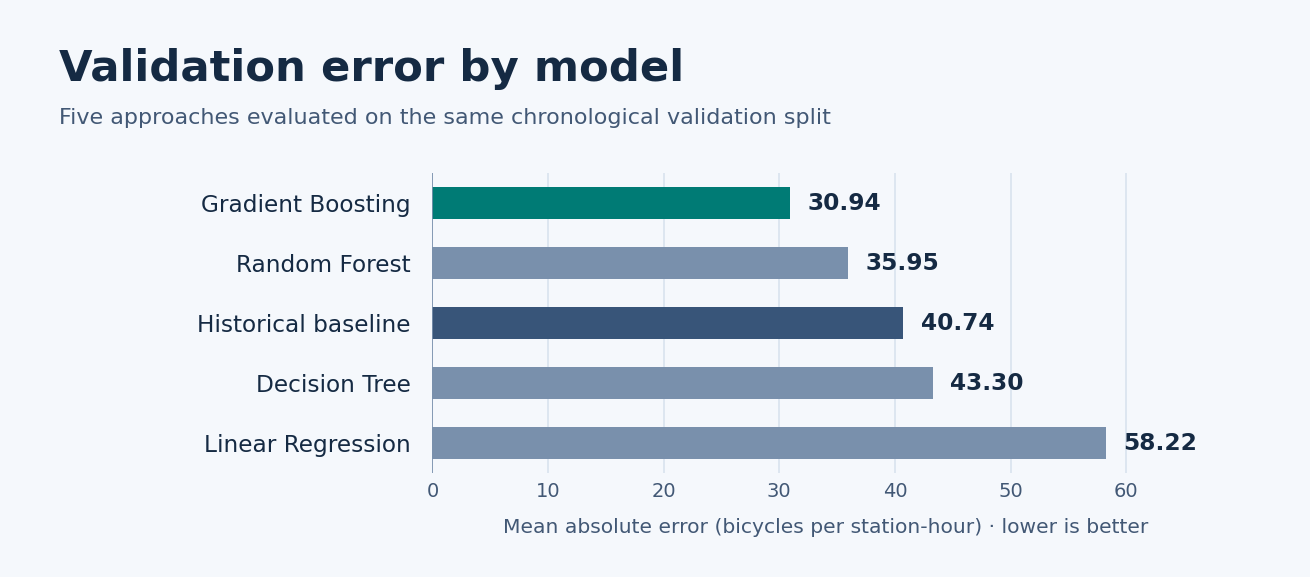 Validation error by model
Five approaches evaluated on the same chronological validation split
Gradient Boosting 30.94
Random Forest 35.95
Historical baseline 40.74
Decision Tree 43.30
Linear Regression 58.22
0 10 20 30 40 50 60
Mean absolute error (bicycles per station-hour) · lower is better